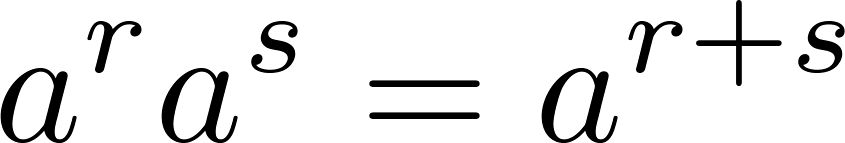 a^r a^s = a^{r+s}